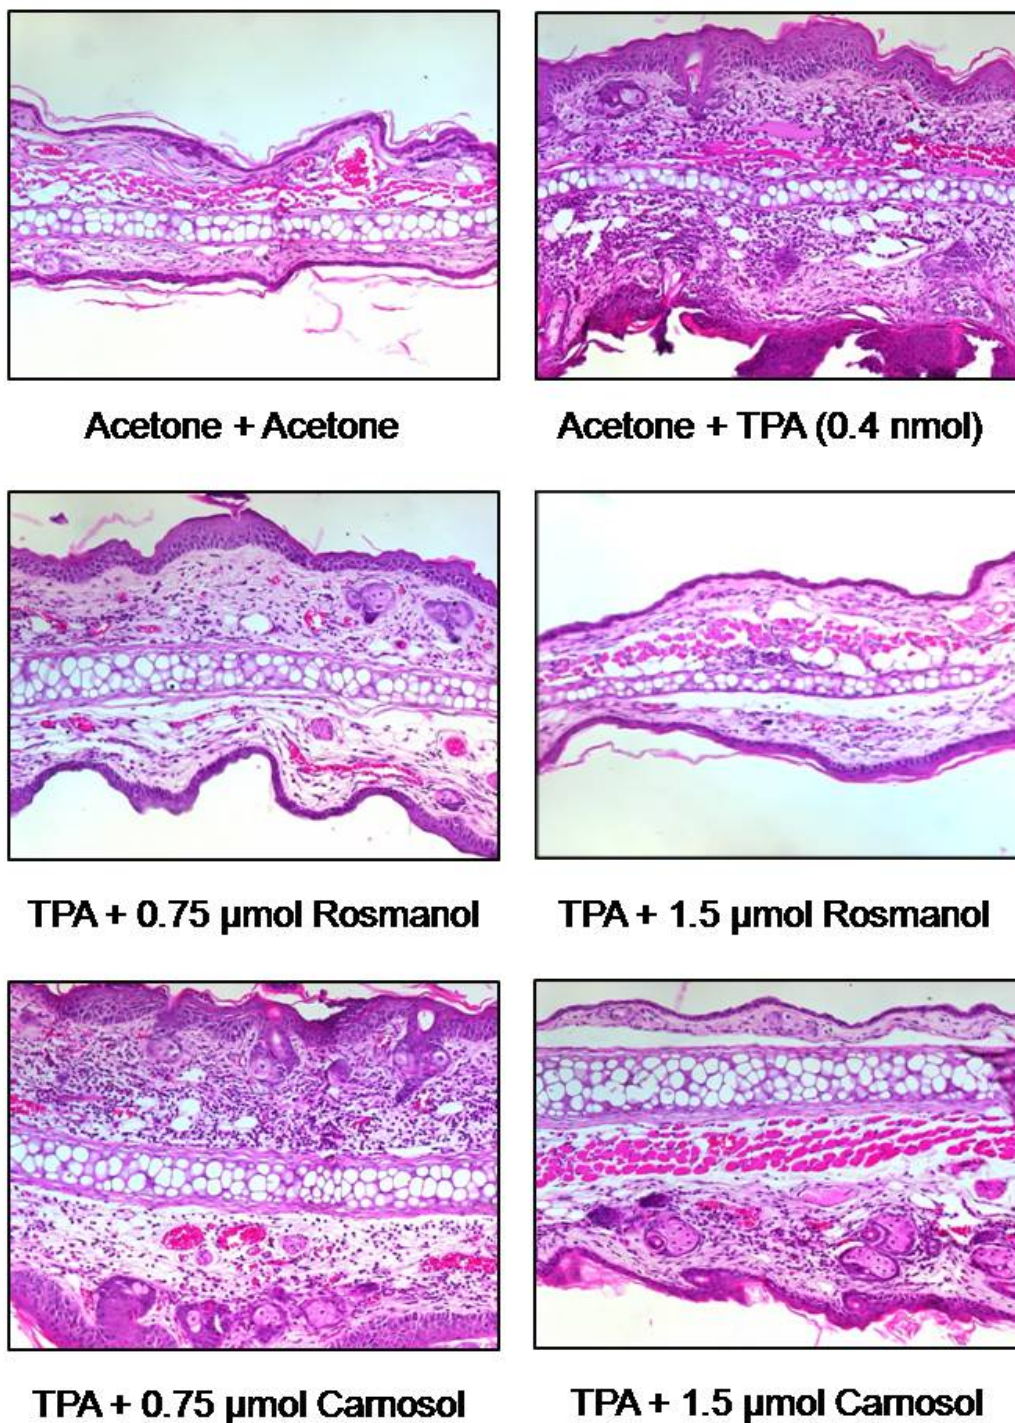 Acetone + Acetone
Acetone + TPA (0.4 nmol)
TPA + 0.75 µmol Rosmanol
TPA + 1.5 µmol Rosmanol
TPA + 0.75 µmol Carnosol
TPA + 1.5 µmol Carnosol